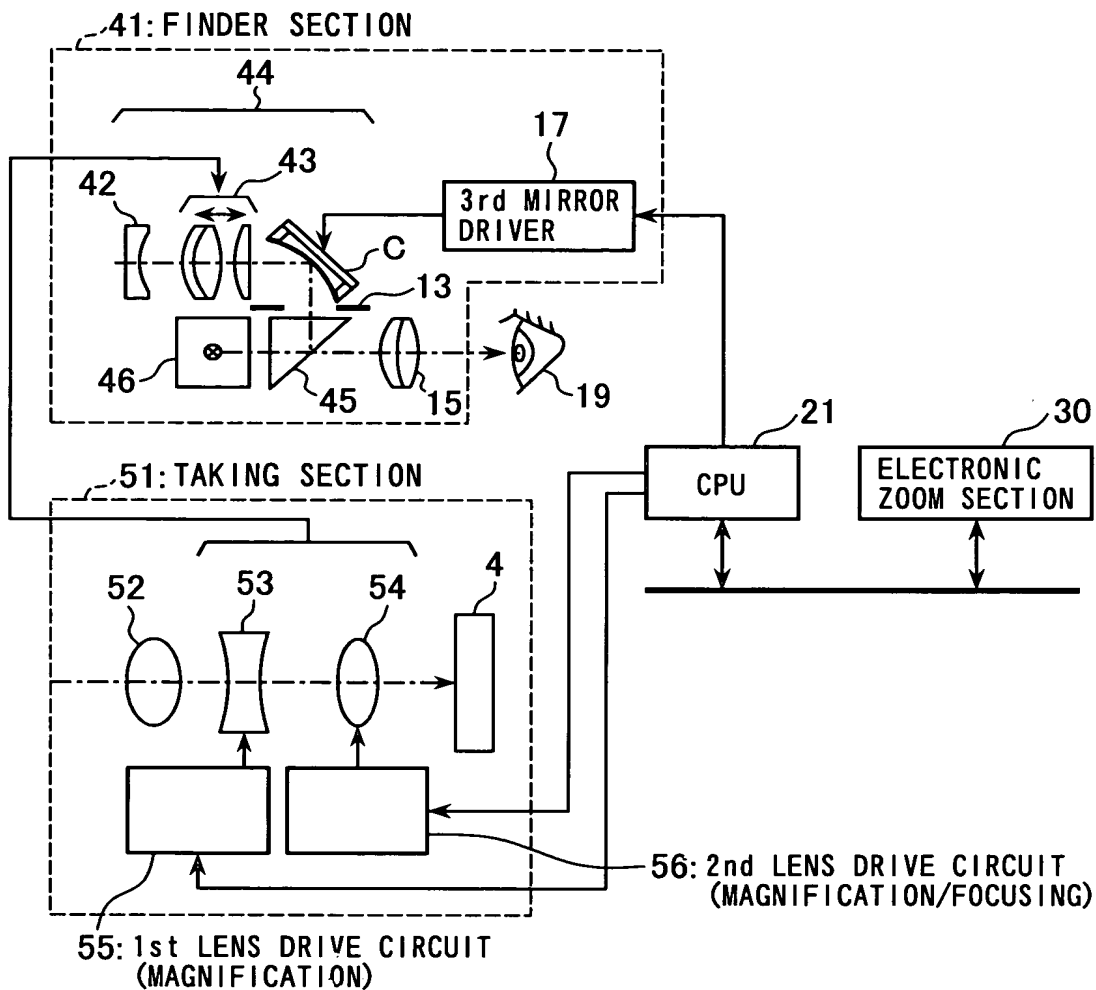 41: FINDER SECTION
44
17
42
43
3rd MIRROR
DRIVER
C
13
46
45
15
19
21
30
CPU
ELECTRONIC
ZOOM SECTION
51: TAKING SECTION
52
53
54
4
56: 2nd LENS DRIVE CIRCUIT
(MAGNIFICATION/FOCUSING)
55: 1st LENS DRIVE CIRCUIT
(MAGNIFICATION)